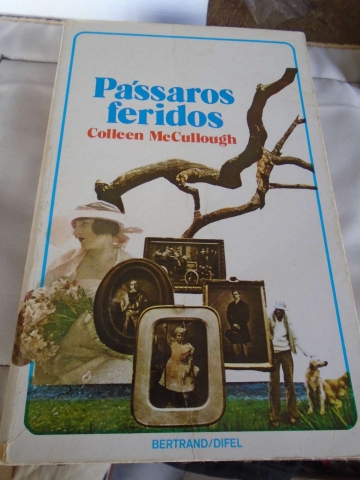 Pássaros
feridos
Colleen McCullough
BERTRAND/DIFEL